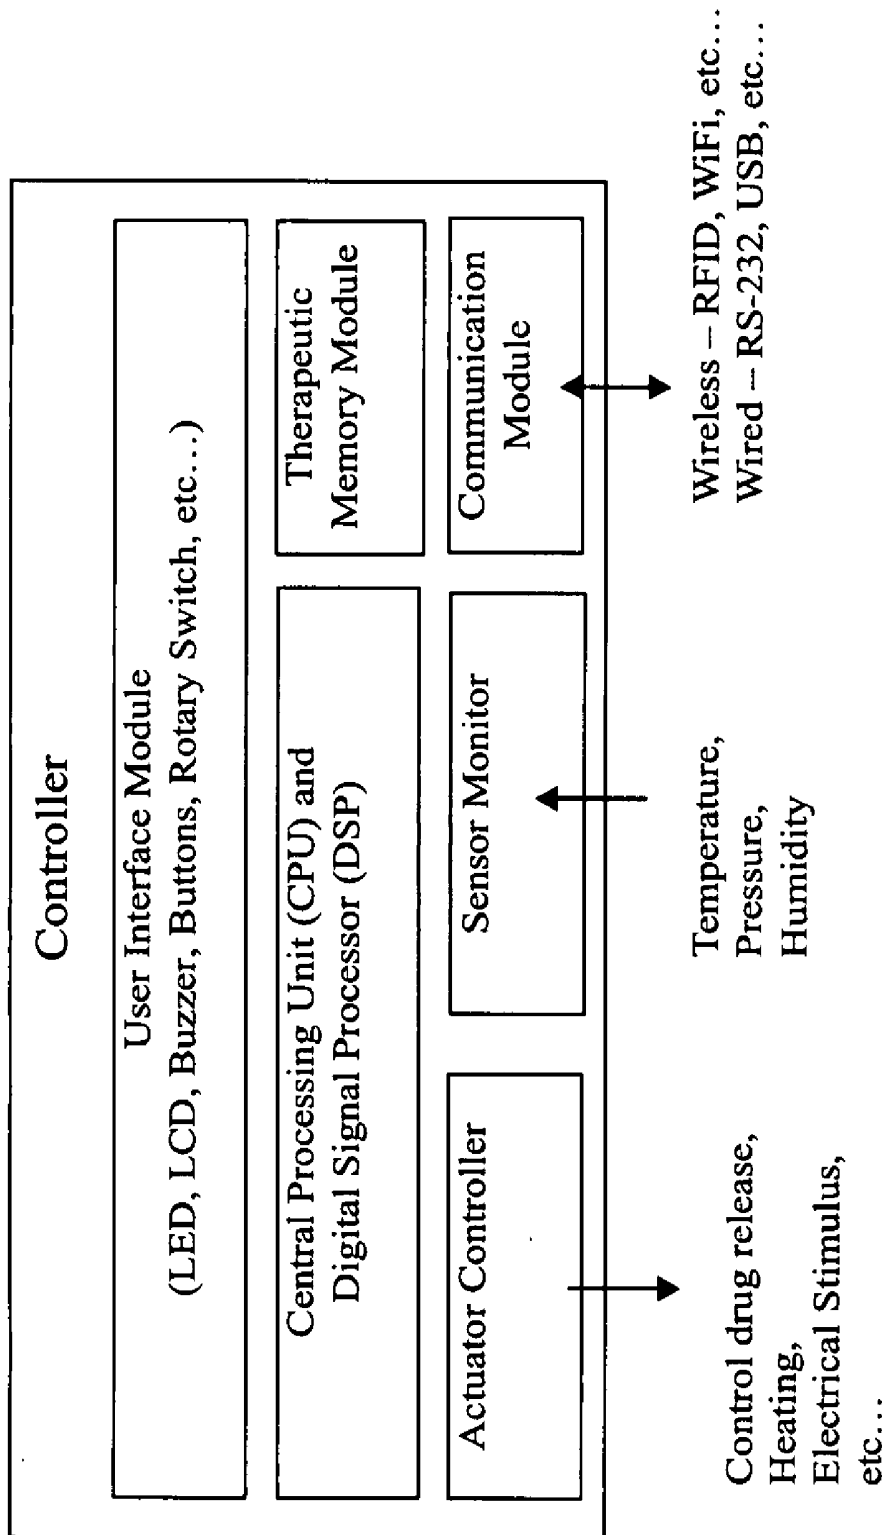 Controller
User Interface Module
(LED, LCD, Buzzer, Buttons, Rotary Switch, etc...)
Central Processing Unit (CPU) and
Digital Signal Processor (DSP)
Therapeutic
Memory Module
Actuator Controller
Sensor Monitor
Communication
Module
Control drug release,
Heating,
Electrical Stimulus,
etc...
Temperature,
Pressure,
Humidity
Wireless – RFID, WiFi, etc...
Wired – RS-232, USB, etc...